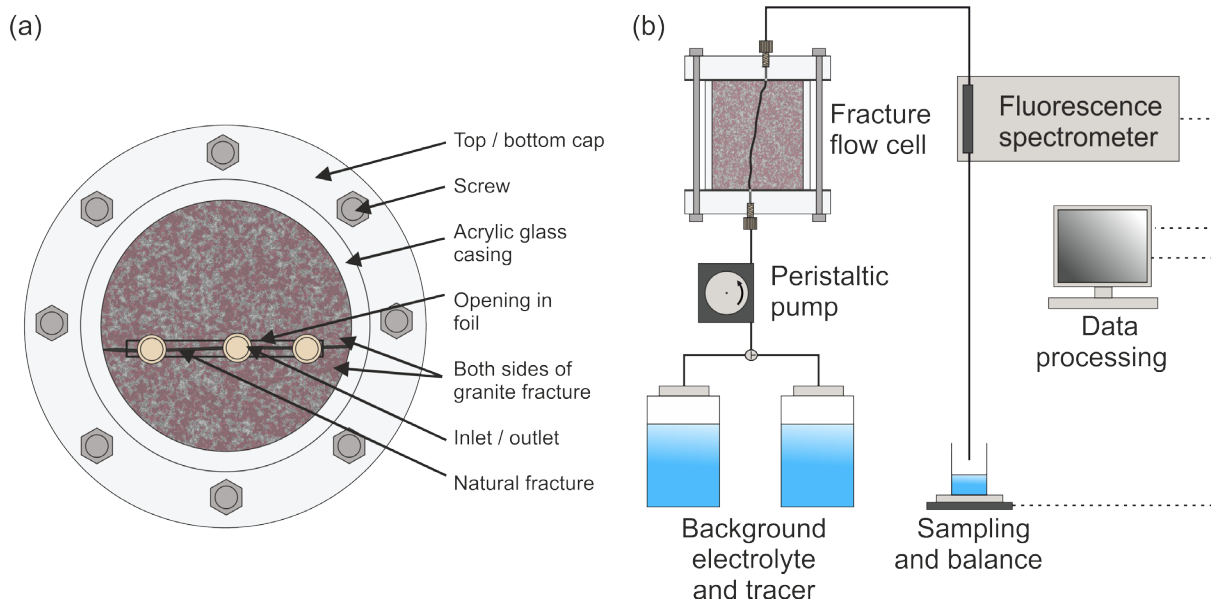 (a)
Top / bottom cap
Screw
Acrylic glass
casing
Opening in
foil
Both sides of
granite fracture
Inlet / outlet
Natural fracture
(b)
Fracture
flow cell
Fluorescence
spectrometer
Peristaltic
pump
Data
processing
Background
electrolyte
and tracer
Sampling
and balance